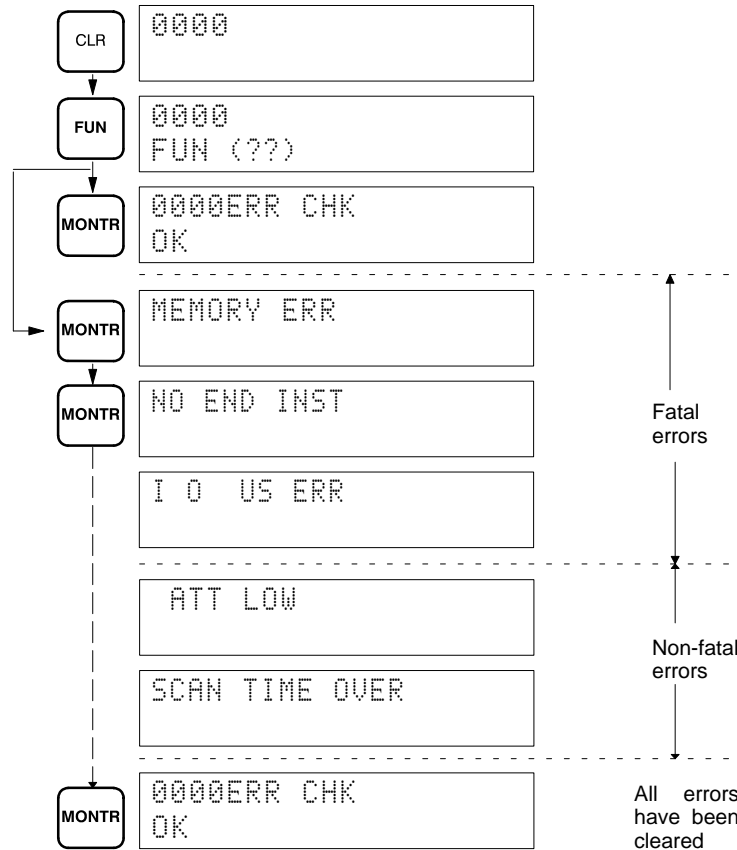 CLR
0000
FUN
0000
FUN (??)
MONTR
0000ERR CHK
OK
MONTR
MEMORY ERR
MONTR
NO END INST
I 0  US ERR
Fatal
errors
ATT LOW
SCAN TIME OVER
Non-fatal
errors
MONTR
0000ERR CHK
OK
All errors
have been
cleared